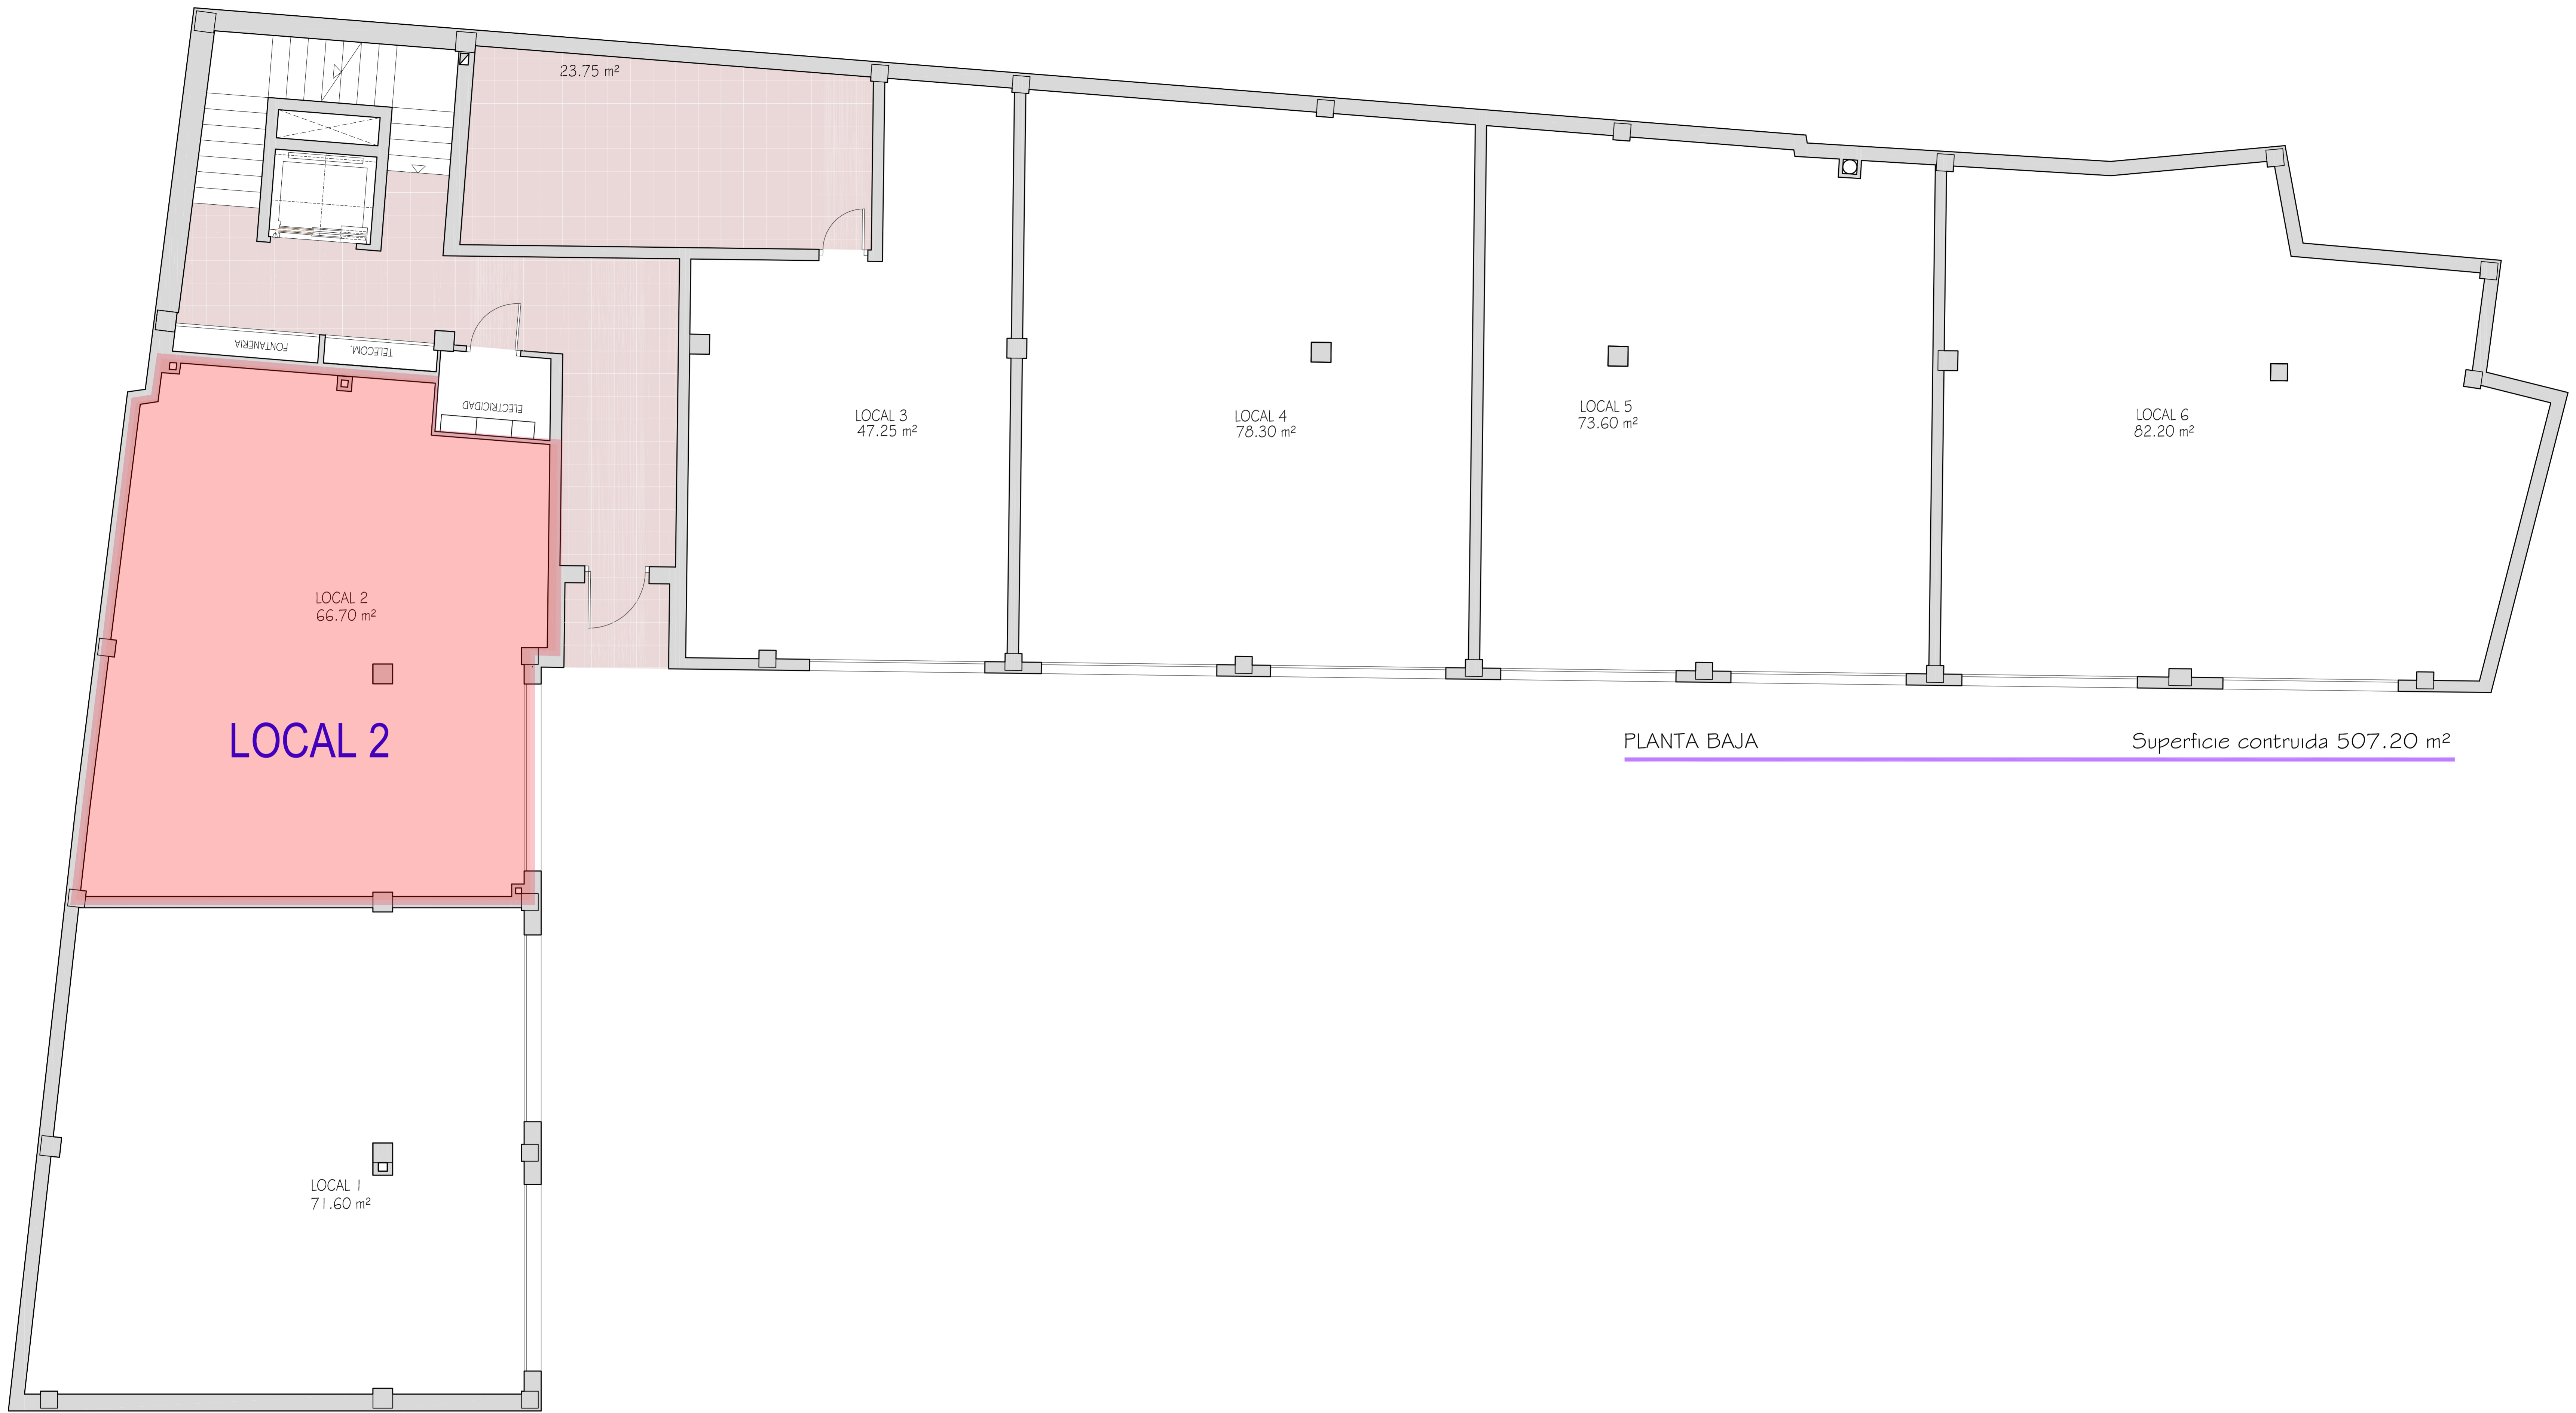 23.75 m²
FONTANERIA
TELECOM.
ELECTRICIDAD
LOCAL 3
47.25 m²
LOCAL 4
78.30 m²
LOCAL 5
73.60 m²
LOCAL 6
82.20 m²
LOCAL 2
66.70 m²
LOCAL 2
PLANTA BAJA
Superficie contruida 507.20 m²
LOCAL 1
71.60 m²